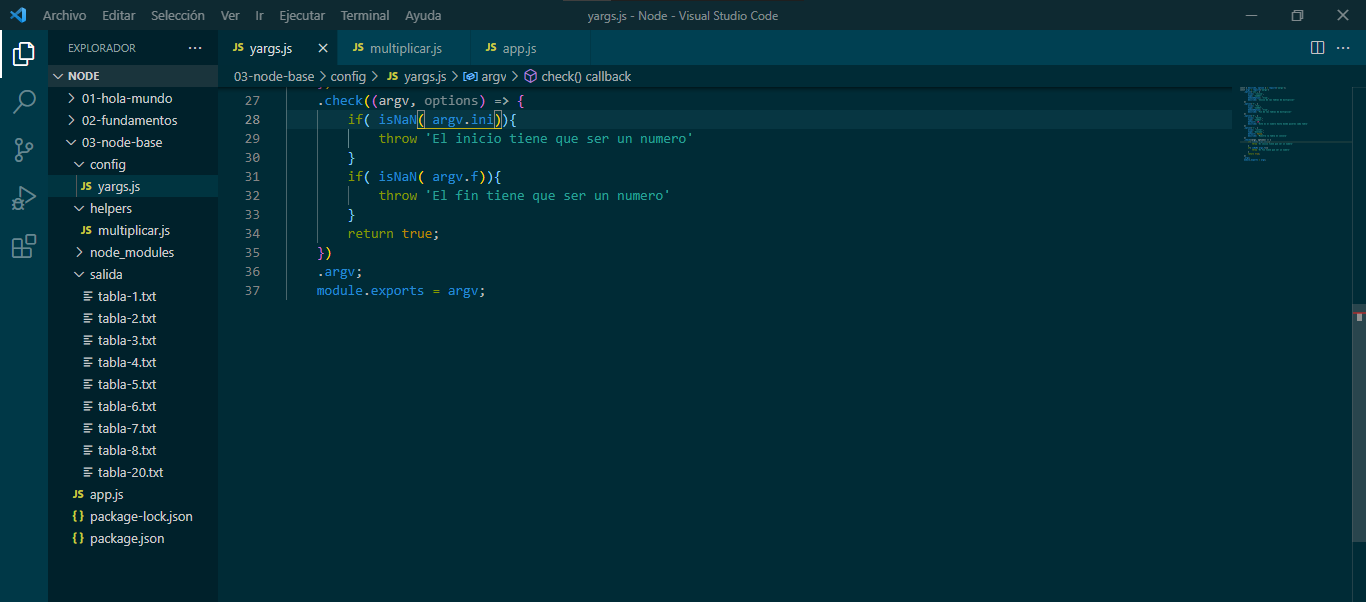 Archivo Editar Selección Ver Ir Ejecutar Terminal Ayuda yargs.js - Node - Visual Studio Code
EXPLORADOR ···
NODE
01-hola-mundo
02-fundamentos
03-node-base
config
JS yargs.js
helpers
JS multiplicar.js
node_modules
salida
tabla-1.txt
tabla-2.txt
tabla-3.txt
tabla-4.txt
tabla-5.txt
tabla-6.txt
tabla-7.txt
tabla-8.txt
tabla-20.txt
JS app.js
{} package-lock.json
{} package.json
JS yargs.js JS multiplicar.js JS app.js ···
03-node-base > config > JS yargs.js > argv > check() callback
27 .check((argv, options) => {
28 if( isNaN( argv.ini)){
29 throw 'El inicio tiene que ser un numero'
30 }
31 if( isNaN( argv.f)){
32 throw 'El fin tiene que ser un numero'
33 }
34 return true;
35 })
36 .argv;
37 module.exports = argv;